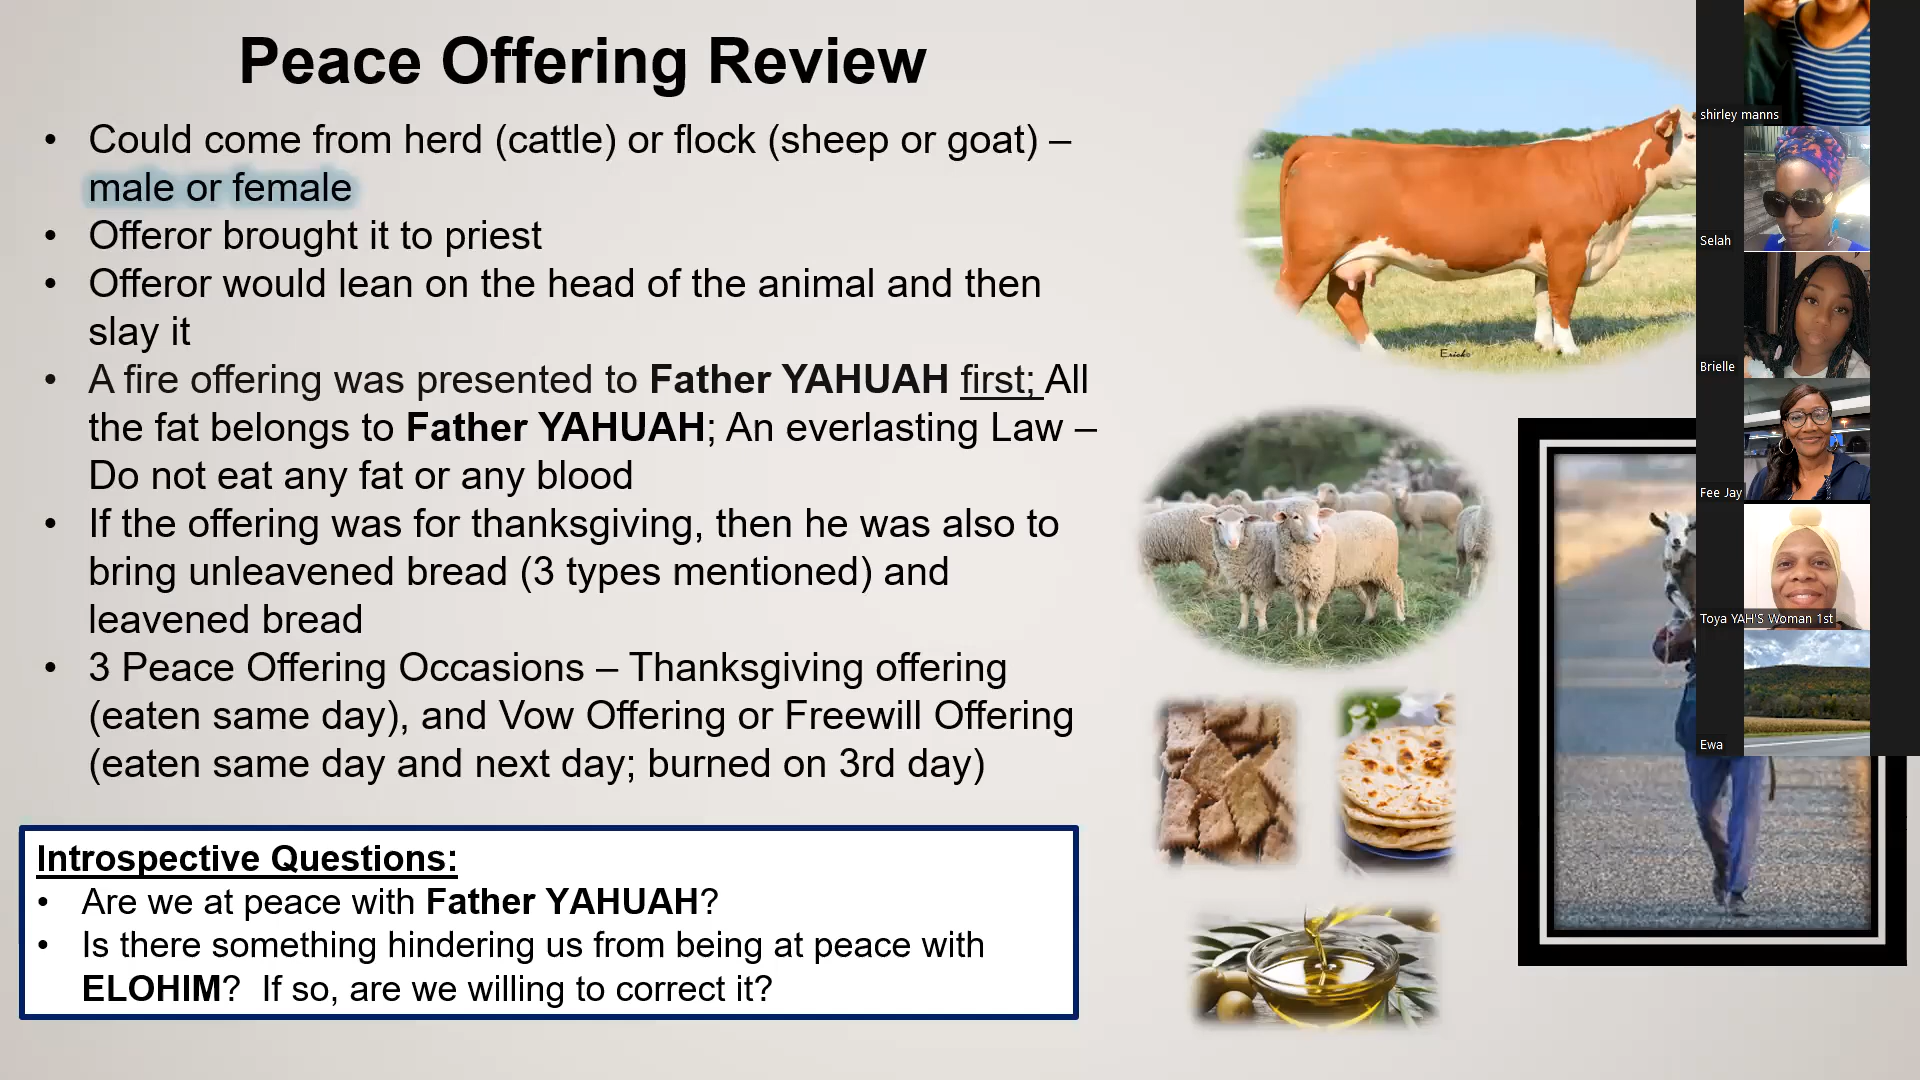 Peace Offering Review
• Could come from herd (cattle) or flock (sheep or goat) –
male or female
• Offeror brought it to priest
• Offeror would lean on the head of the animal and then
slay it
• A fire offering was presented to Father YAHUAH first; All
the fat belongs to Father YAHUAH; An everlasting Law –
Do not eat any fat or any blood
• If the offering was for thanksgiving, then he was also to
bring unleavened bread (3 types mentioned) and
leavened bread
• 3 Peace Offering Occasions – Thanksgiving offering
(eaten same day), and Vow Offering or Freewill Offering
(eaten same day and next day; burned on 3rd day)
Introspective Questions:
• Are we at peace with Father YAHUAH?
• Is there something hindering us from being at peace with
ELOHIM? If so, are we willing to correct it?
shirley manns
Selah
Brielle
Fee Jay
Toya YAH'S Woman 1st
Ewa